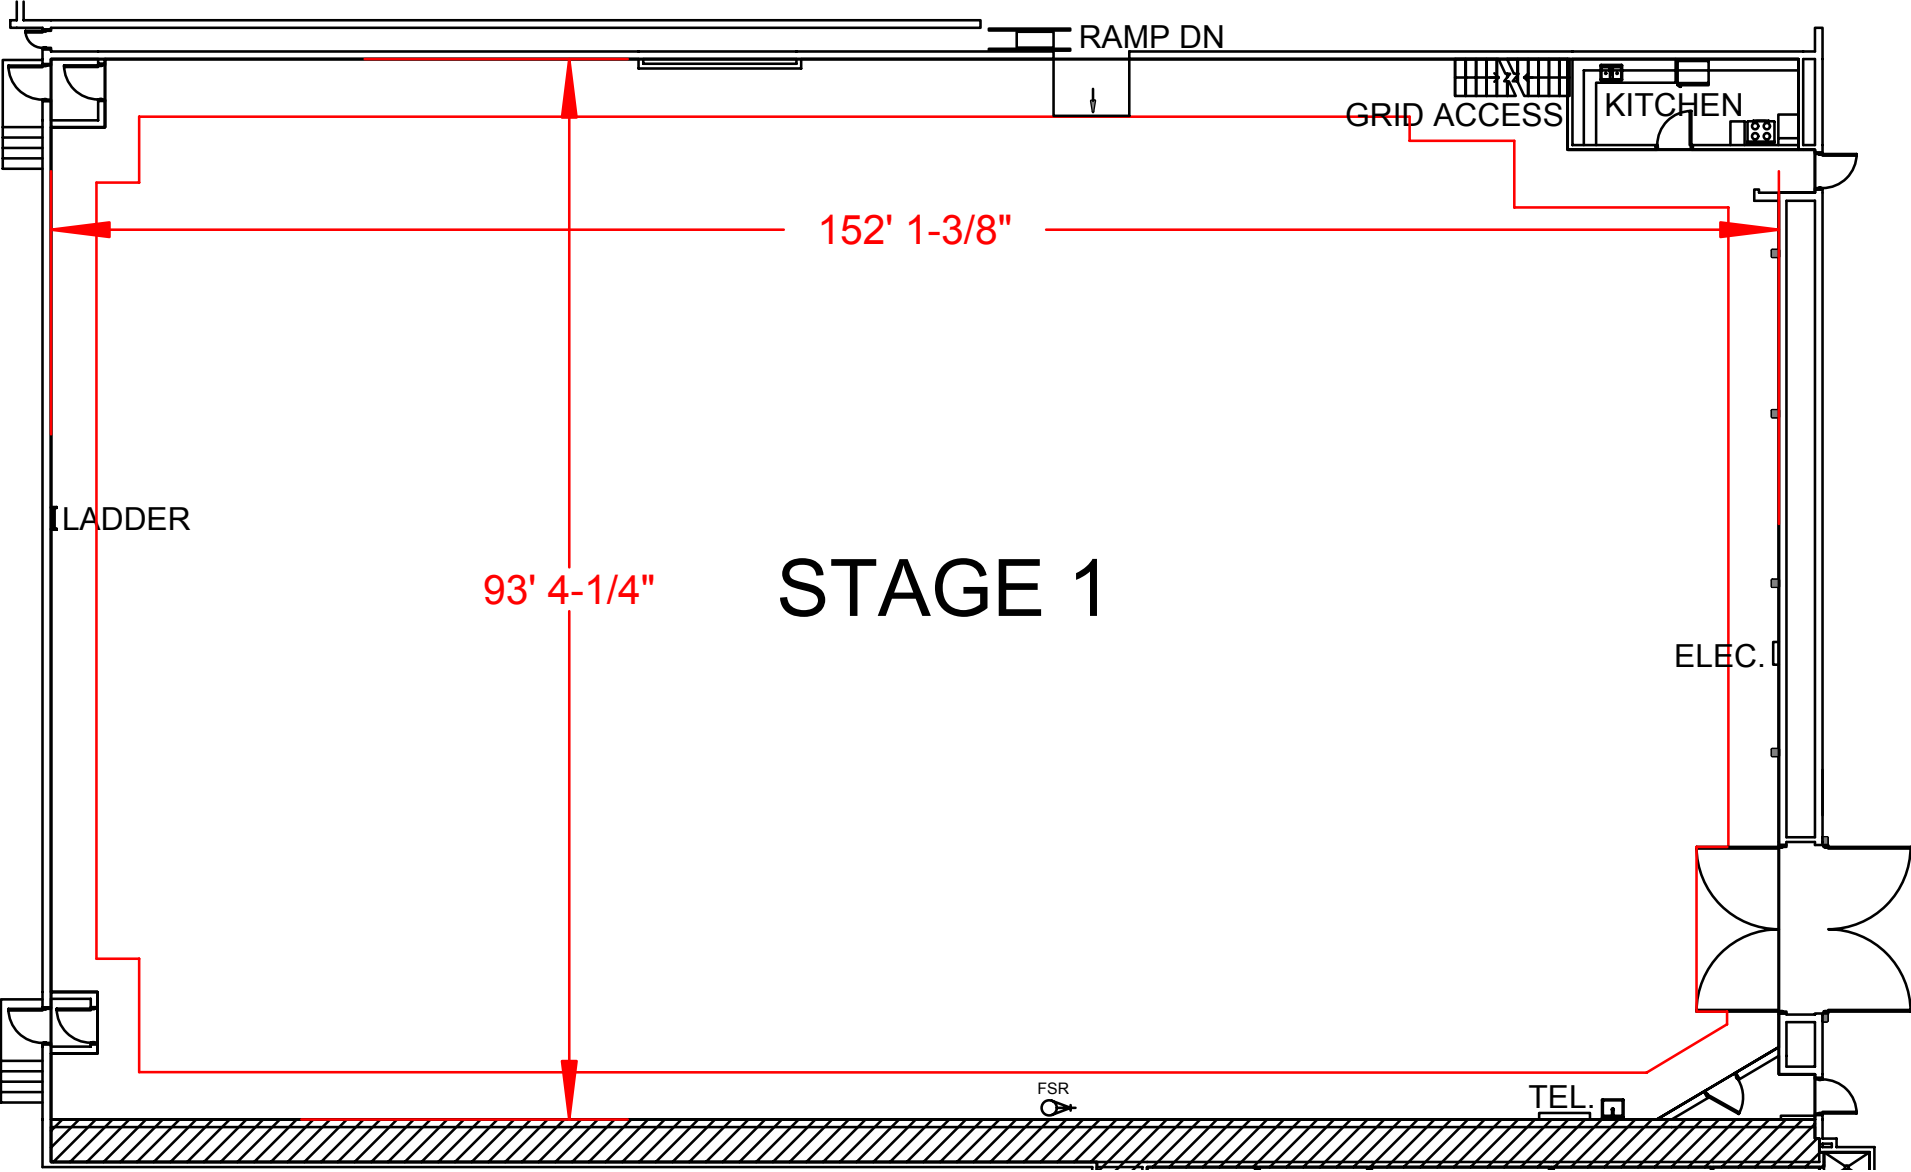 RAMP DN
GRID ACCESS
KITCHEN
152' 1-3/8"
LADDER
93' 4-1/4"
STAGE 1
ELEC.
FSR
TEL.